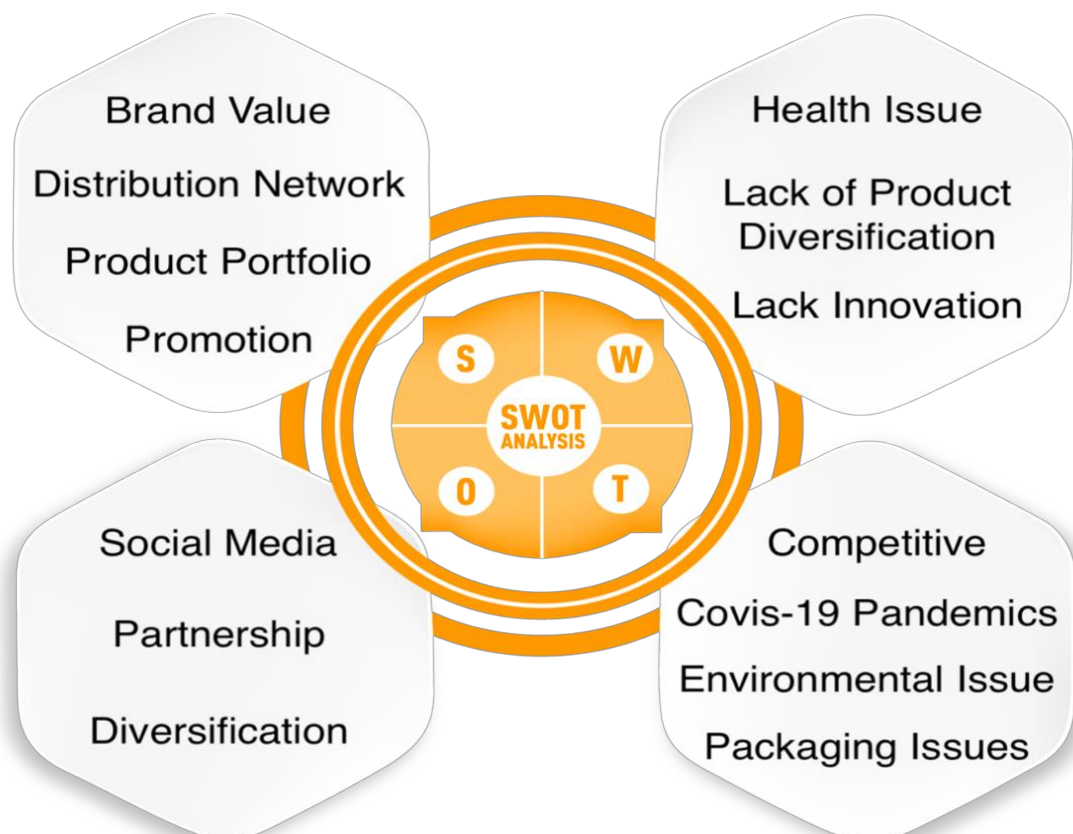 Brand Value
Distribution Network
Product Portfolio
Promotion
Health Issue
Lack of Product
Diversification
Lack Innovation
S
W
SWOT
ANALYSIS
O
T
Social Media
Partnership
Diversification
Competitive
Covis-19 Pandemics
Environmental Issue
Packaging Issues